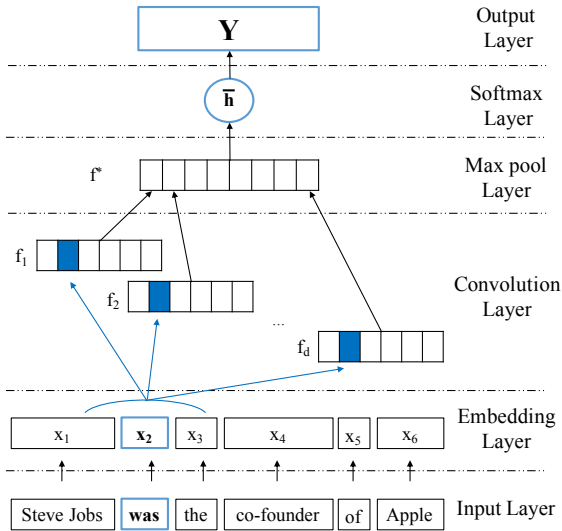 Y
Output
Layer
h̄
Softmax
Layer
f*
Max pool
Layer
f1
f2
...
fd
Convolution
Layer
x1 x2 x3 x4 x5 x6
Embedding
Layer
Steve Jobs was the co-founder of Apple
Input Layer